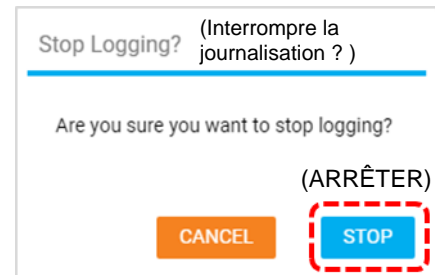 Stop Logging?
(Interrompre la
journalisation ? )
Are you sure you want to stop logging?
(ARRÊTER)
CANCEL
STOP